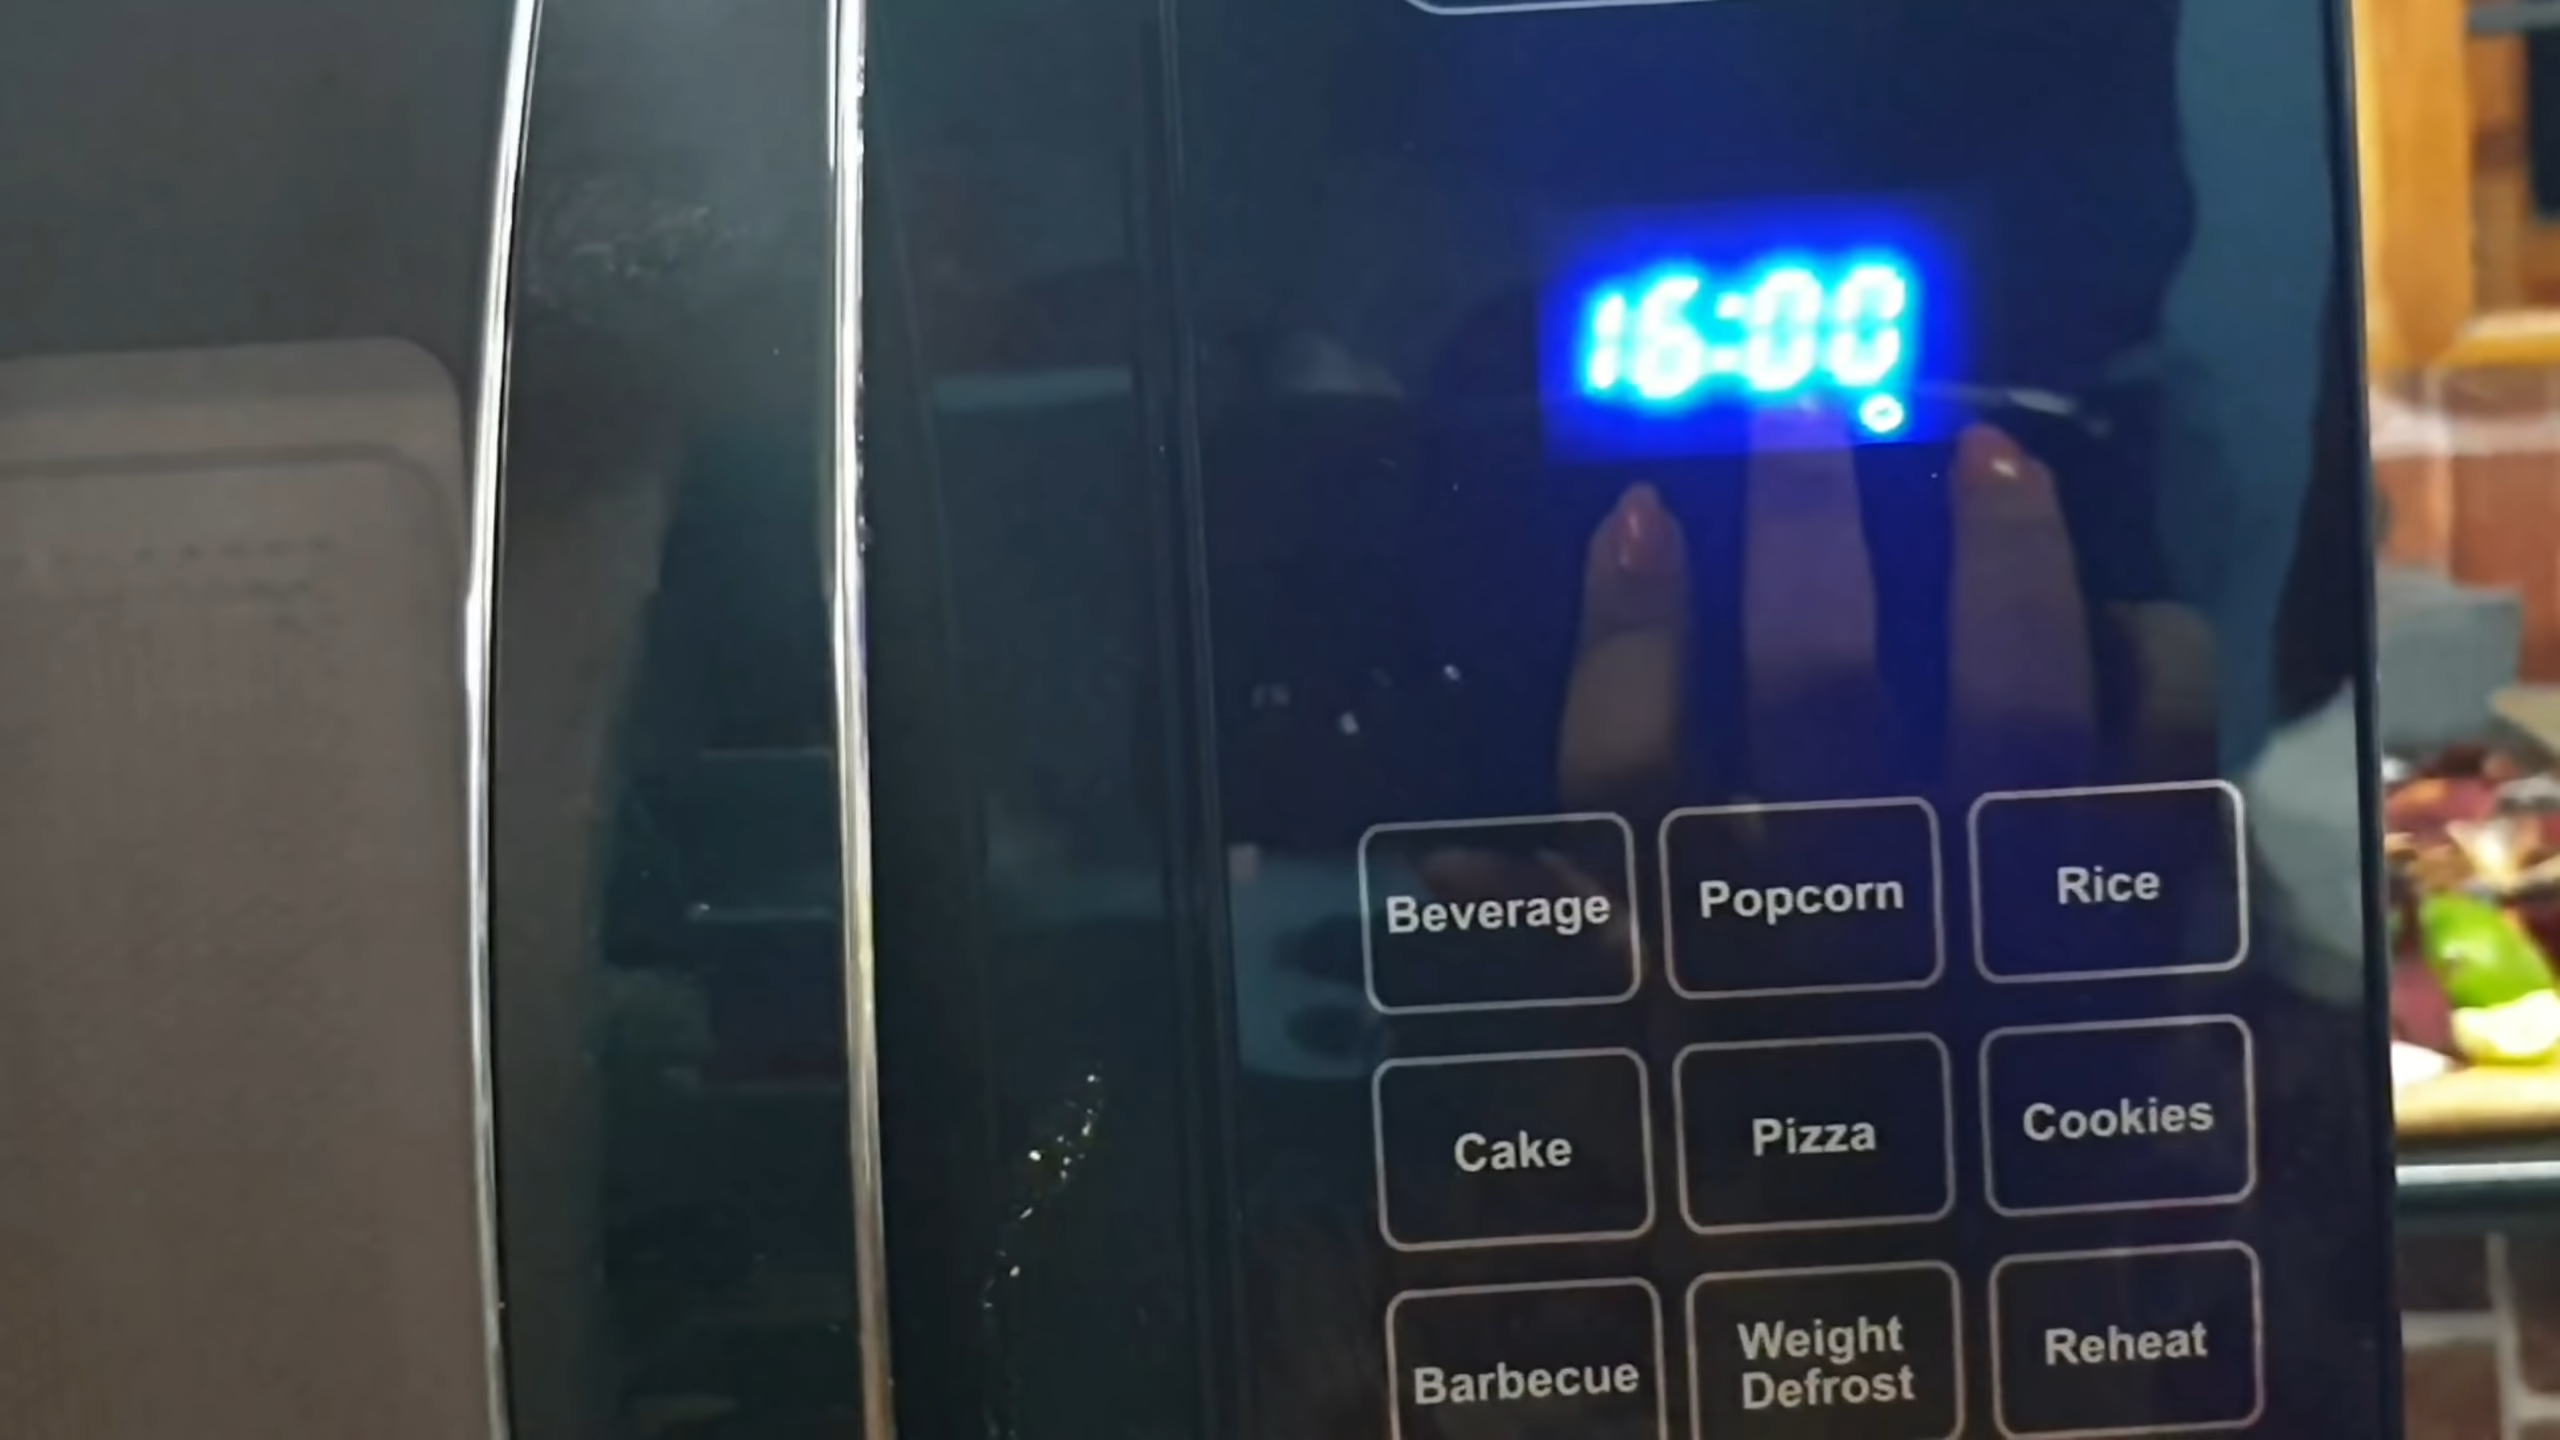 16:00
Beverage
Popcorn
Rice
Cake
Pizza
Cookies
Barbecue
Weight
Defrost
Reheat